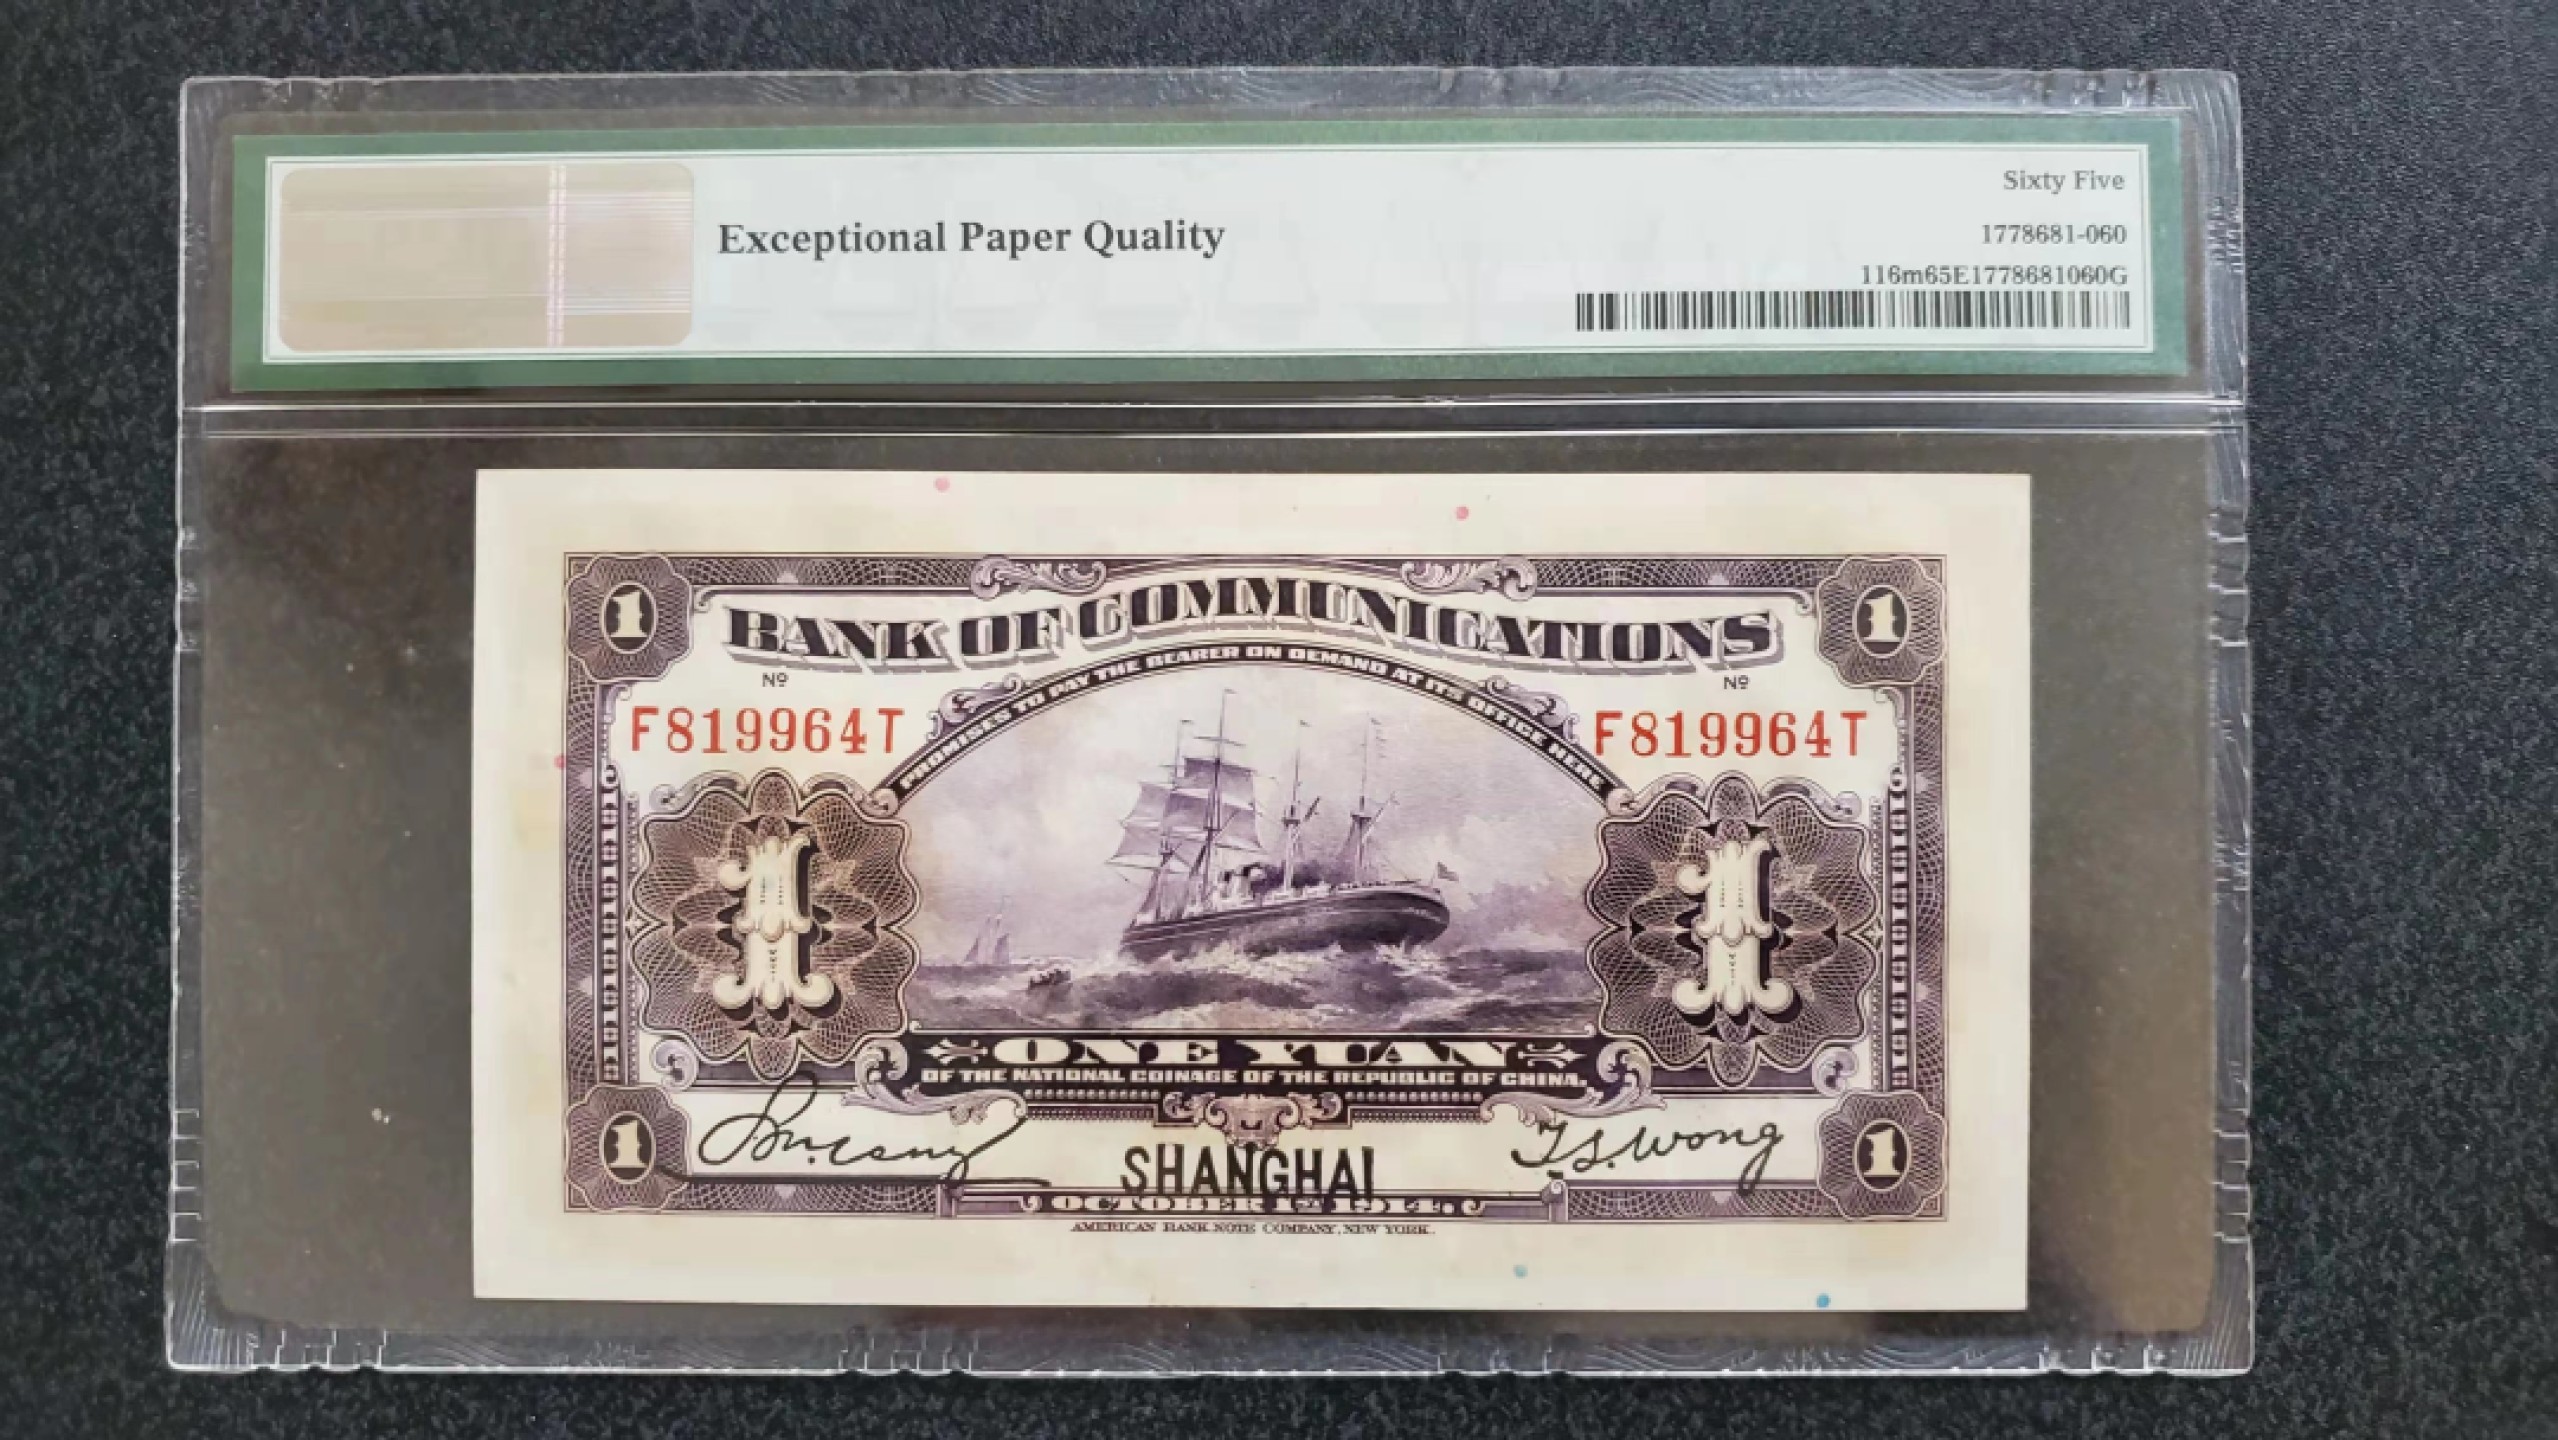 Sixty Five
Exceptional Paper Quality
1778681-060
116m65E1778681060G
1 1
BANK OF COMMUNICATIONS
PROMISES TO PAY THE BEARER ON DEMAND AT ITS OFFICE HERE
Nº Nº
F819964T F819964T
1 1
ONE YUAN
OF THE NATIONAL COINAGE OF THE REPUBLIC OF CHINA.
1 1
T.S.Wong
SHANGHAI
OCTOBER 1ST 1914.
AMERICAN BANK NOTE COMPANY, NEW YORK.